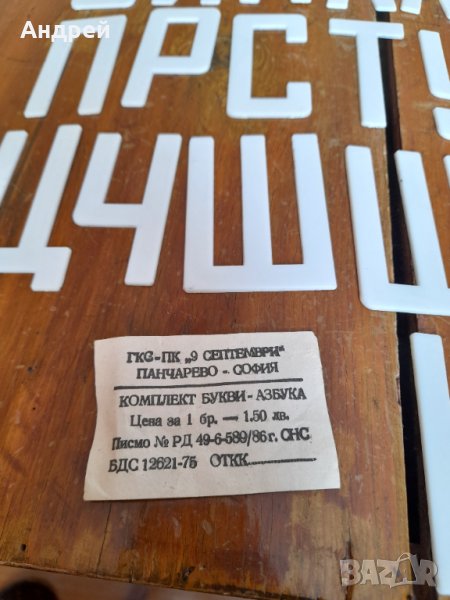 Андрей
ПРСТУ
ЦЧШЩ
ГКС-ПК „9 СЕПТЕМВРИ"
ПАНЧАРЕВО - СОФИЯ
КОМПЛЕКТ БУКВИ - АЗБУКА
Цена за 1 бр. — 1.50 лв.
Писмо № РД 49-6-589/86 г. СНС
БДС 12621-75 ОТКК
BAZAR